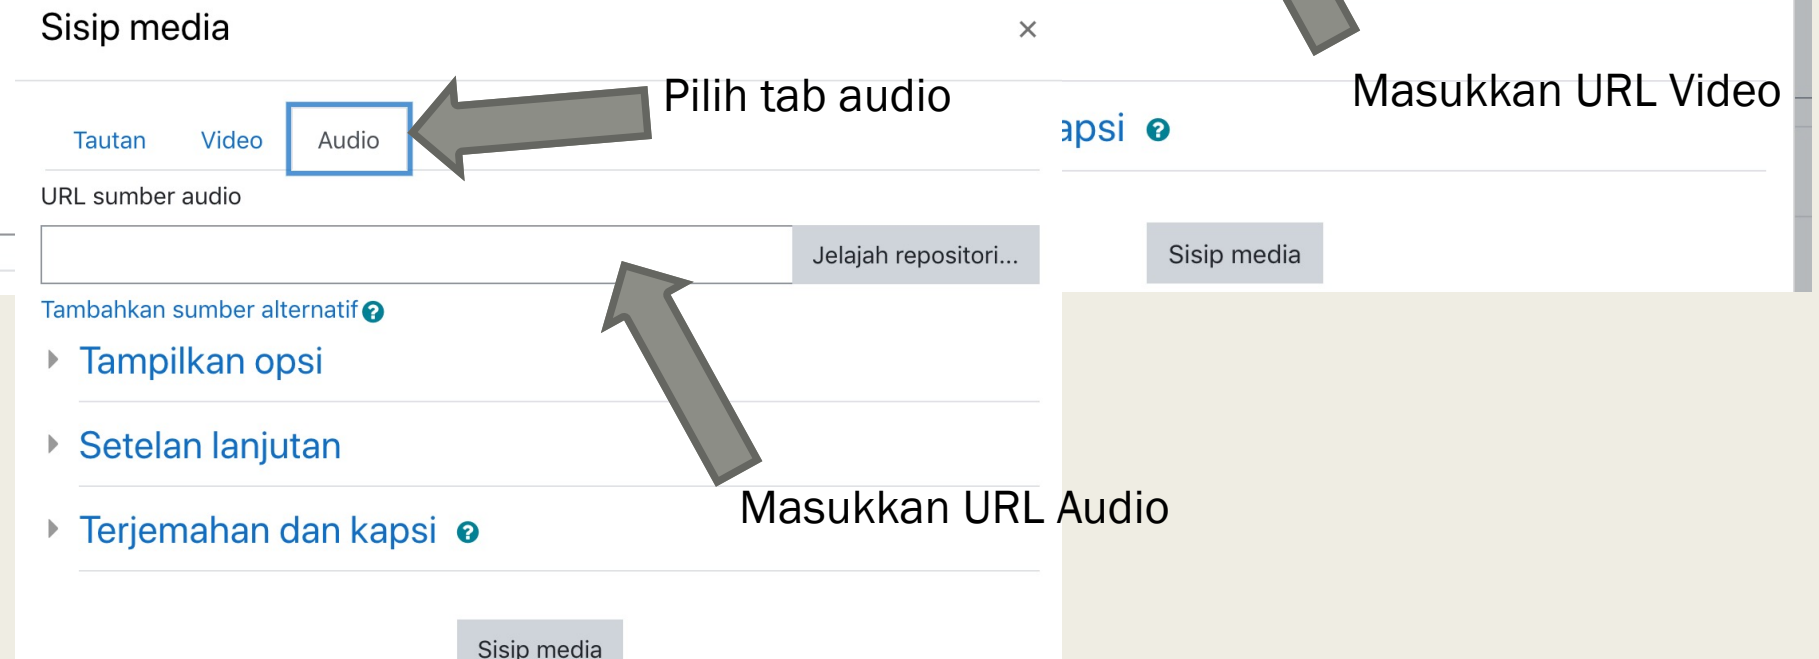 Sisip media
×
Pilih tab audio
Masukkan URL Video
Tautan Video Audio
apsi ?
URL sumber audio
Jelajah repositori...
Sisip media
Tambahkan sumber alternatif ?
Tampilkan opsi
Setelan lanjutan
Masukkan URL Audio
Terjemahan dan kapsi ?
Sisip media